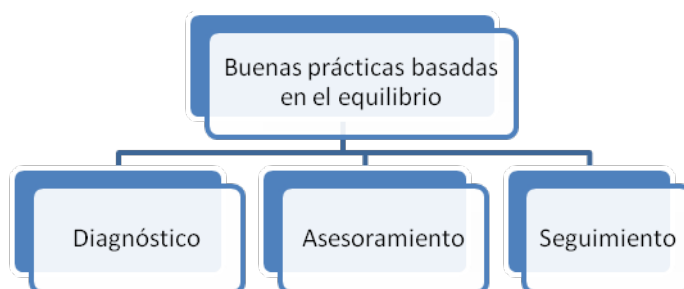 Buenas prácticas basadas
en el equilibrio
Diagnóstico
Asesoramiento
Seguimiento